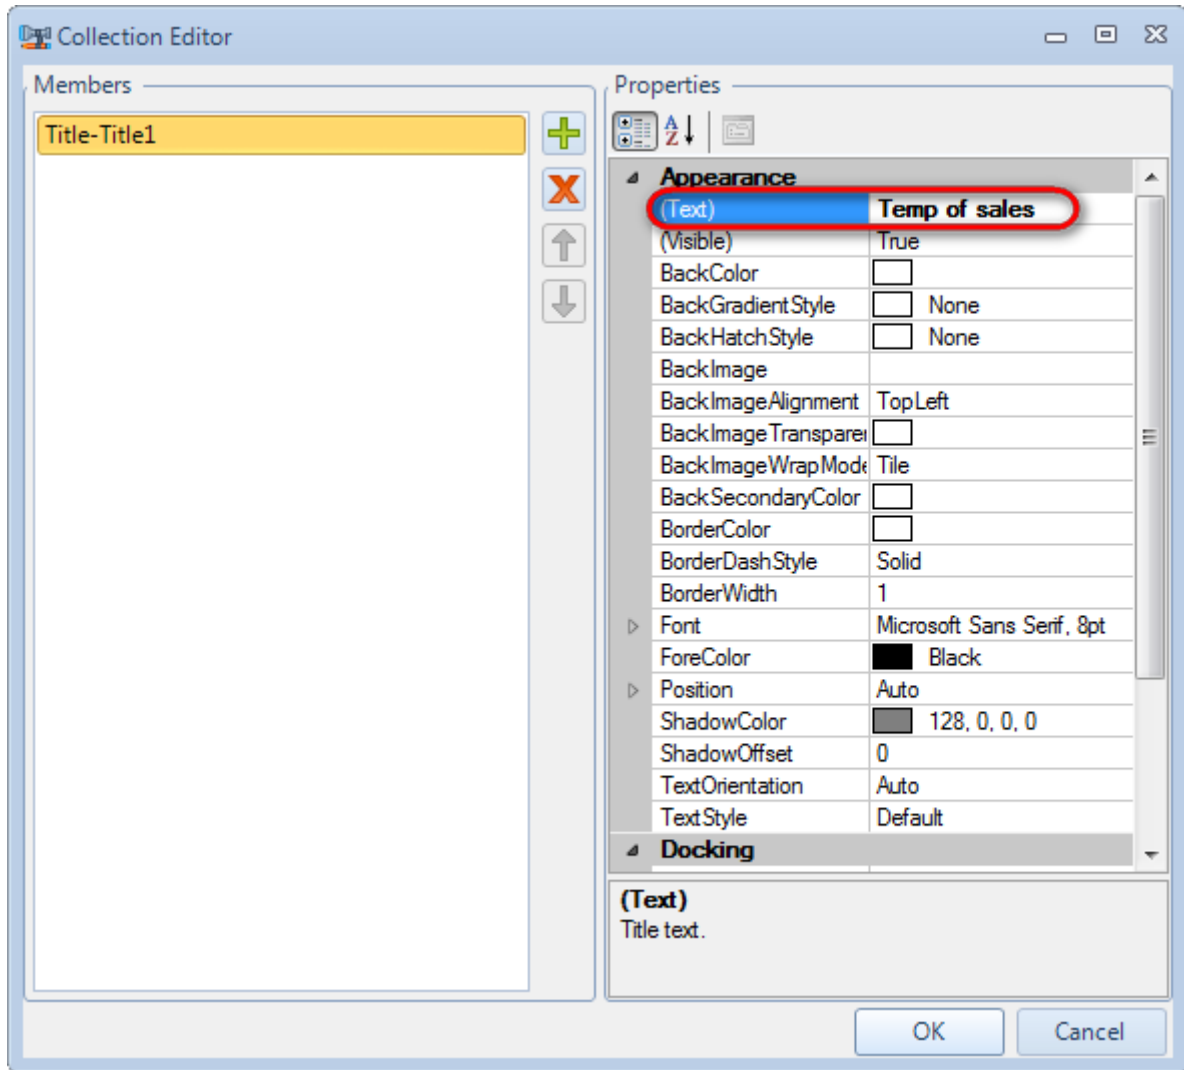 Collection Editor
Members
Title-Title1
Properties
Appearance
(Text) Temp of sales
(Visible) True
BackColor
BackGradientStyle None
BackHatchStyle None
BackImage
BackImageAlignment TopLeft
BackImageTranspare
BackImageWrapMode Tile
BackSecondaryColor
BorderColor
BorderDashStyle Solid
BorderWidth 1
Font Microsoft Sans Serif, 8pt
ForeColor Black
Position Auto
ShadowColor 128, 0, 0, 0
ShadowOffset 0
TextOrientation Auto
TextStyle Default
Docking
(Text)
Title text.
OK Cancel